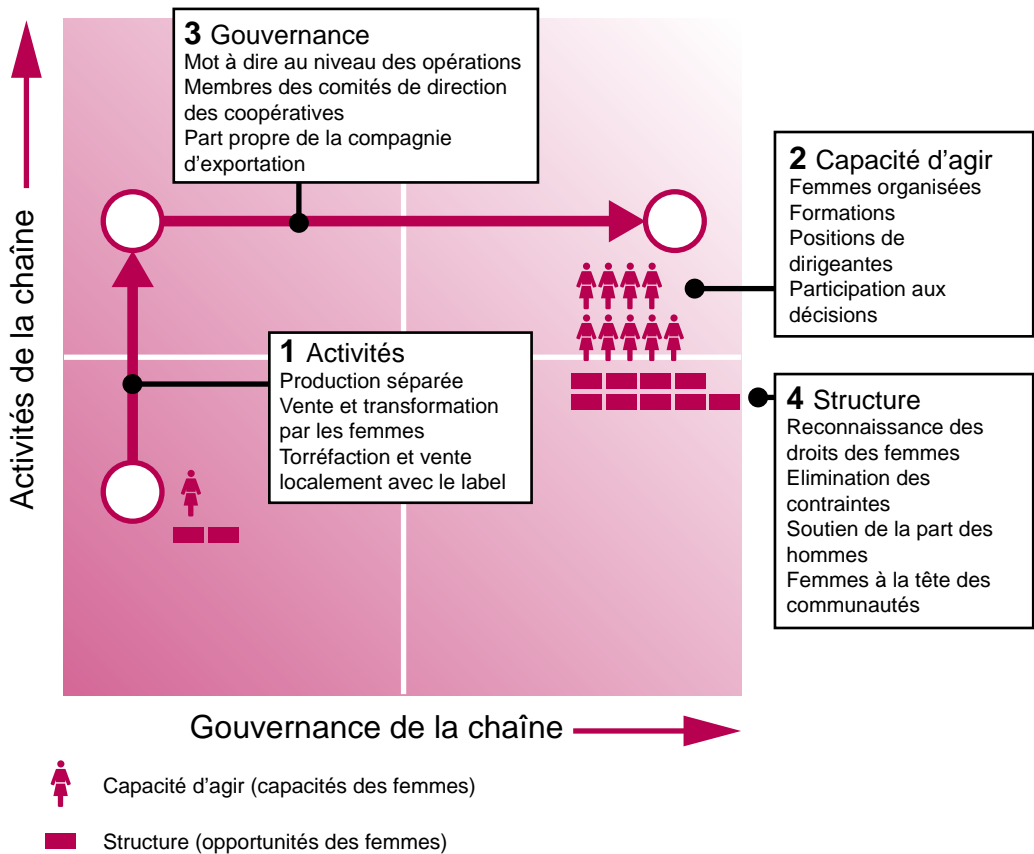 3 Gouvernance
Mot à dire au niveau des opérations
Membres des comités de direction
des coopératives
Part propre de la compagnie
d’exportation
2 Capacité d’agir
Femmes organisées
Formations
Positions de
dirigeantes
Participation aux
décisions
1 Activités
Production séparée
Vente et transformation
par les femmes
Torréfaction et vente
localement avec le label
4 Structure
Reconnaissance des
droits des femmes
Elimination des
contraintes
Soutien de la part des
hommes
Femmes à la tête des
communautés
Activités de la chaîne
Gouvernance de la chaîne
Capacité d’agir (capacités des femmes)
Structure (opportunités des femmes)